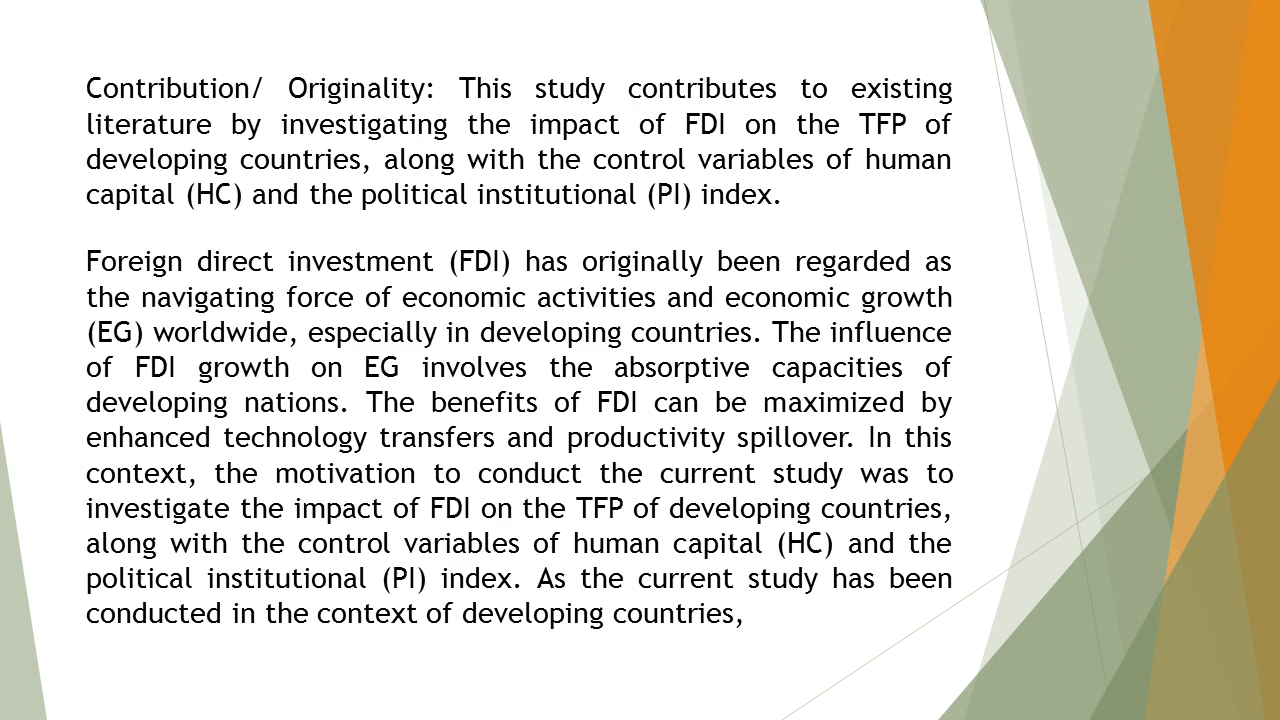 Contribution/ Originality: This study contributes to existing
literature by investigating the impact of FDI on the TFP of
developing countries, along with the control variables of human
capital (HC) and the political institutional (PI) index.
Foreign direct investment (FDI) has originally been regarded as
the navigating force of economic activities and economic growth
(EG) worldwide, especially in developing countries. The influence
of FDI growth on EG involves the absorptive capacities of
developing nations. The benefits of FDI can be maximized by
enhanced technology transfers and productivity spillover. In this
context, the motivation to conduct the current study was to
investigate the impact of FDI on the TFP of developing countries,
along with the control variables of human capital (HC) and the
political institutional (PI) index. As the current study has been
conducted in the context of developing countries,